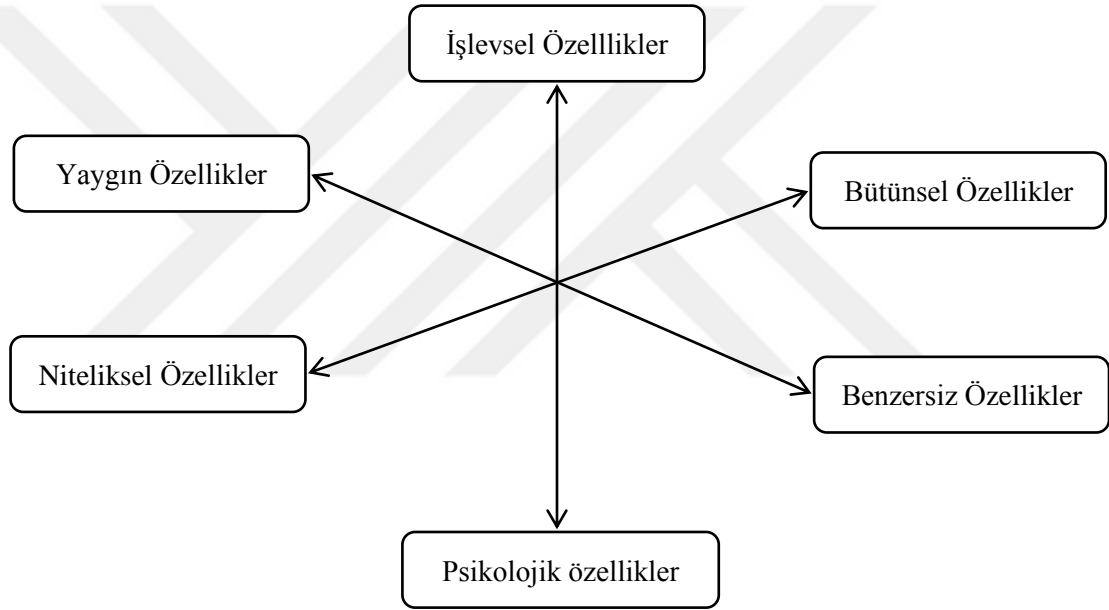 İşlevsel Özelllikler
Yaygın Özellikler
Bütünsel Özellikler
Niteliksel Özellikler
Benzersiz Özellikler
Psikolojik özellikler